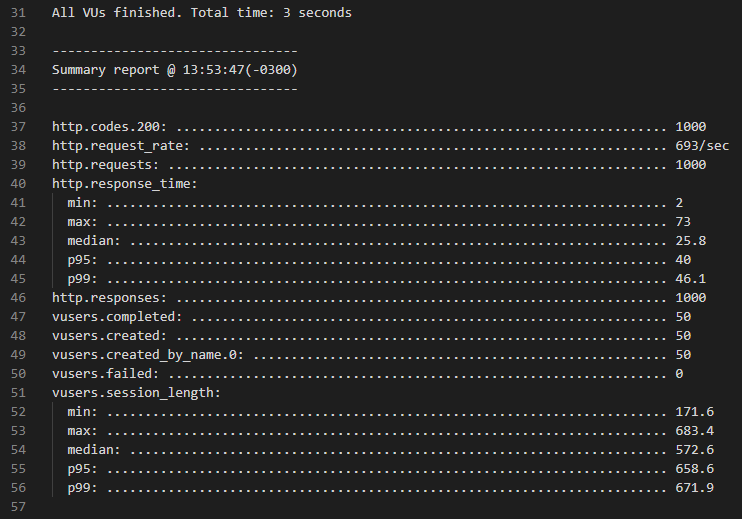 31 All VUs finished. Total time: 3 seconds
32
33 --------------------------------
34 Summary report @ 13:53:47(-0300)
35 --------------------------------
36
37 http.codes.200: ................................................................ 1000
38 http.request_rate: ............................................................. 693/sec
39 http.requests: ................................................................. 1000
40 http.response_time:
41 min: ......................................................................... 2
42 max: ......................................................................... 73
43 median: ...................................................................... 25.8
44 p95: ......................................................................... 40
45 p99: ......................................................................... 46.1
46 http.responses: ................................................................ 1000
47 vusers.completed: .............................................................. 50
48 vusers.created: ................................................................ 50
49 vusers.created_by_name.0: ...................................................... 50
50 vusers.failed: ................................................................. 0
51 vusers.session_length:
52 min: ......................................................................... 171.6
53 max: ......................................................................... 683.4
54 median: ...................................................................... 572.6
55 p95: ......................................................................... 658.6
56 p99: ......................................................................... 671.9
57